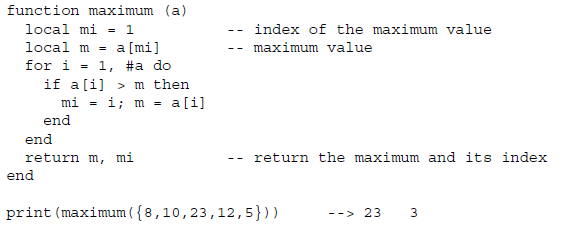 function maximum (a)
  local mi = 1             -- index of the maximum value
  local m = a[mi]          -- maximum value
  for i = 1, #a do
    if a[i] > m then
      mi = i; m = a[i]
    end
  end
  return m, mi             -- return the maximum and its index
end

print(maximum({8,10,23,12,5}))     --> 23   3